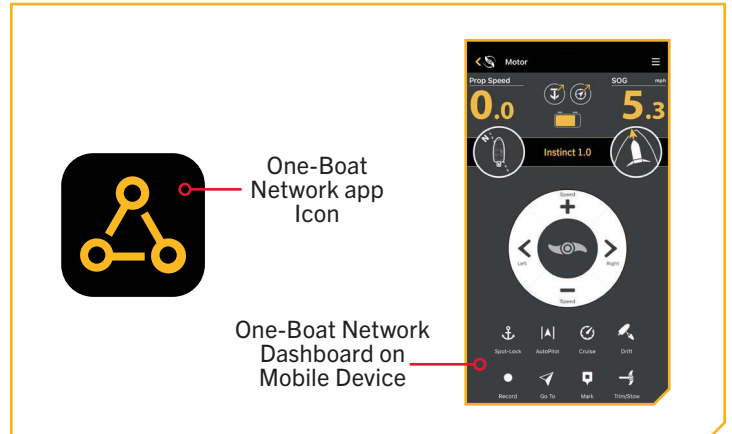 Motor
Prop Speed
SOG
mph
0.0
5.3
N
Instinct 1.0
One-Boat
Network app
Icon
Speed
Left
Right
Speed
One-Boat Network
Dashboard on
Mobile Device
Spot-Lock AutoPilot Cruise Drift
Record Go To Mark Trim/Stow